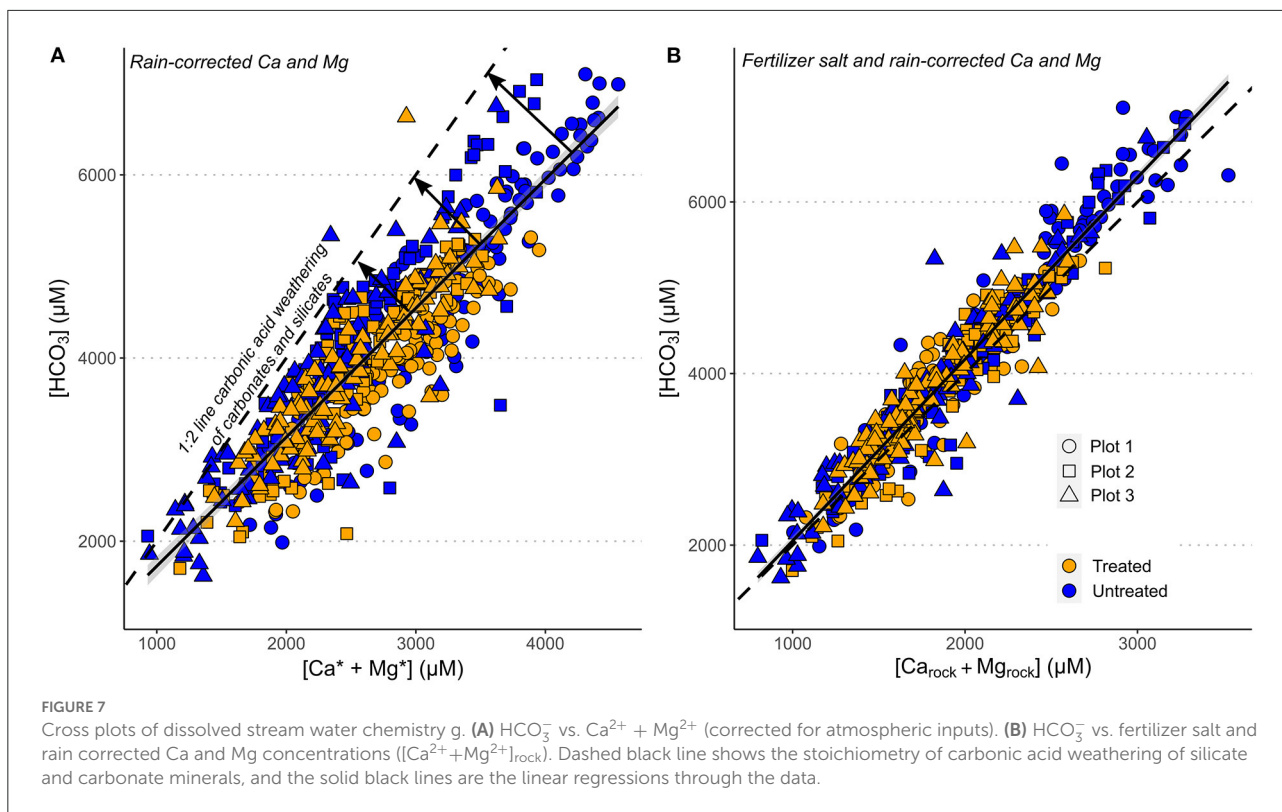 A
Rain-corrected Ca and Mg
[HCO₃] (µM)
6000
4000
2000
1:2 line carbonic acid weathering
of carbonates and silicates
1000 2000 3000 4000
[Ca* + Mg*] (µM)
B
Fertilizer salt and rain-corrected Ca and Mg
[HCO₃] (µM)
6000
4000
2000
Plot 1
Plot 2
Plot 3
Treated
Untreated
1000 2000 3000
[Ca_rock + Mg_rock] (µM)
FIGURE 7
Cross plots of dissolved stream water chemistry g. (A) HCO₃⁻ vs. Ca²⁺ + Mg²⁺ (corrected for atmospheric inputs). (B) HCO₃⁻ vs. fertilizer salt and
rain corrected Ca and Mg concentrations ([Ca²⁺+Mg²⁺]_rock). Dashed black line shows the stoichiometry of carbonic acid weathering of silicate
and carbonate minerals, and the solid black lines are the linear regressions through the data.